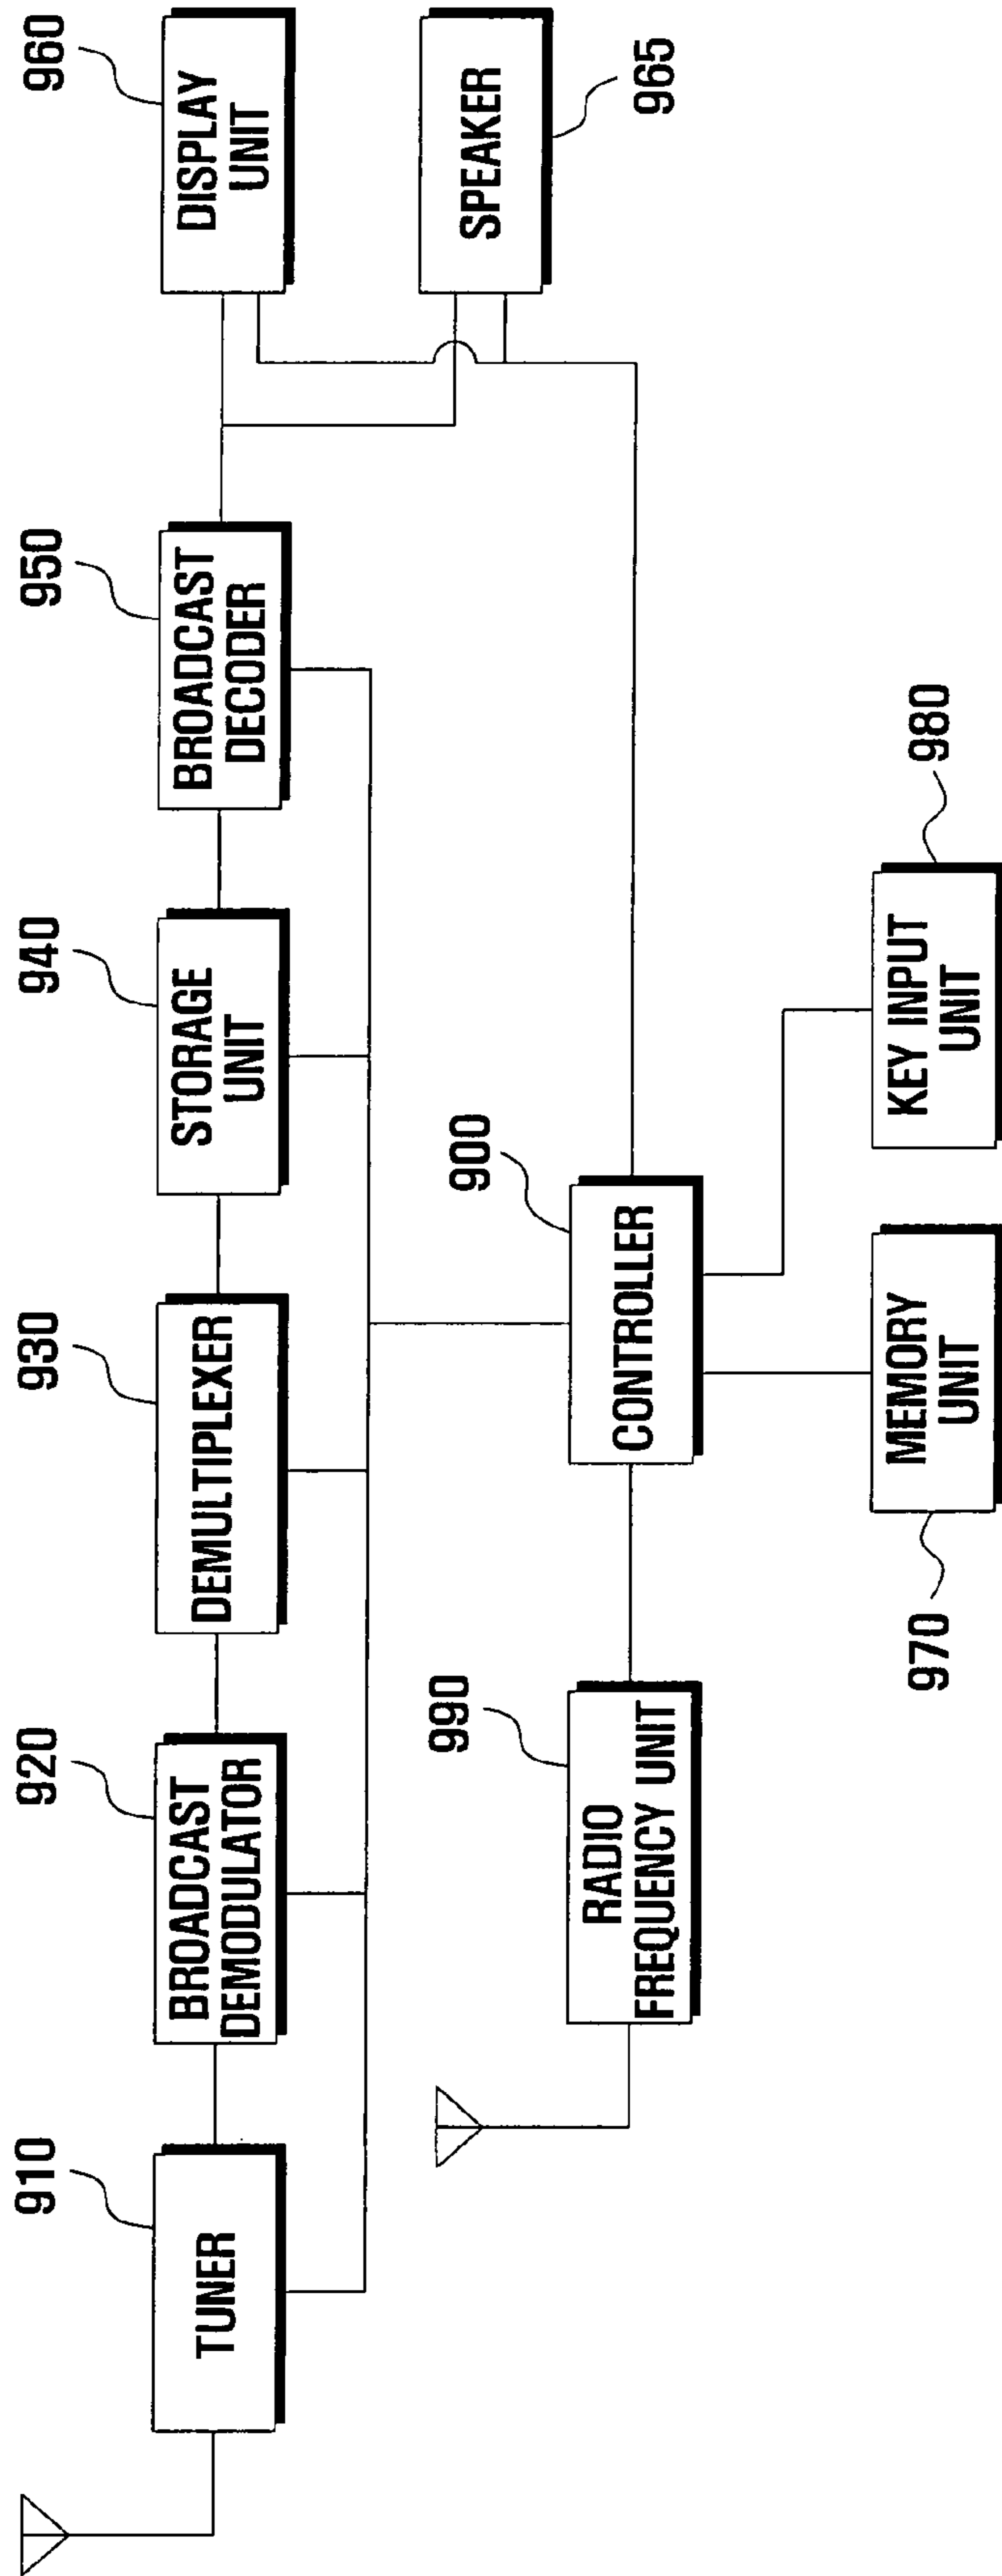 910
TUNER
920
BROADCAST
DEMODULATOR
930
DEMULTIPLEXER
940
STORAGE
UNIT
950
BROADCAST
DECODER
960
DISPLAY
UNIT
SPEAKER
965
990
RADIO
FREQUENCY UNIT
900
CONTROLLER
970
MEMORY
UNIT
980
KEY INPUT
UNIT